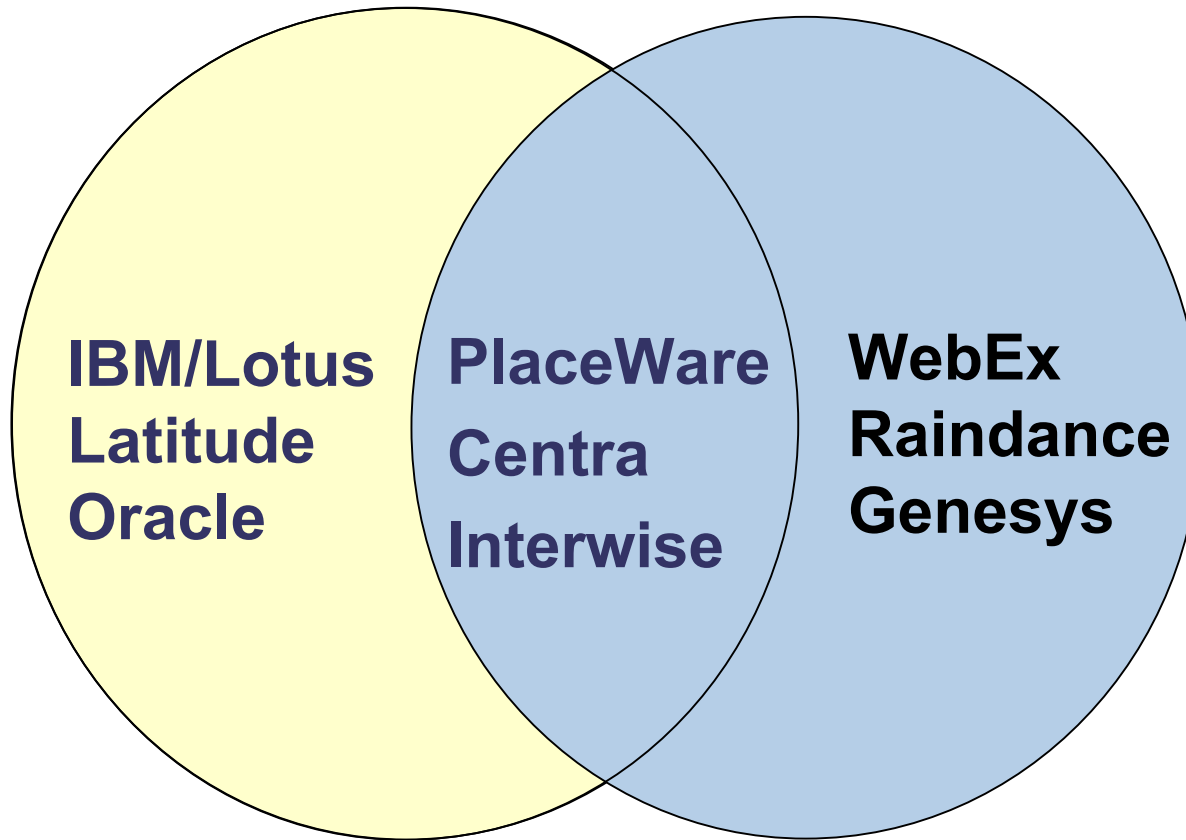 IBM/Lotus
Latitude
Oracle
PlaceWare
Centra
Interwise
WebEx
Raindance
Genesys